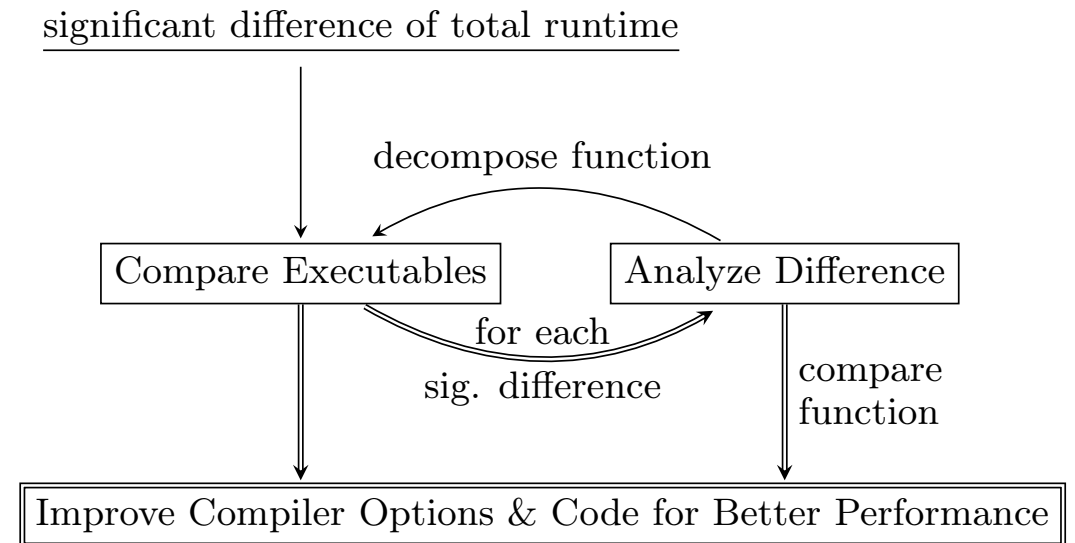 significant difference of total runtime
decompose function
Compare Executables
Analyze Difference
for each
sig. difference
compare
function
Improve Compiler Options & Code for Better Performance